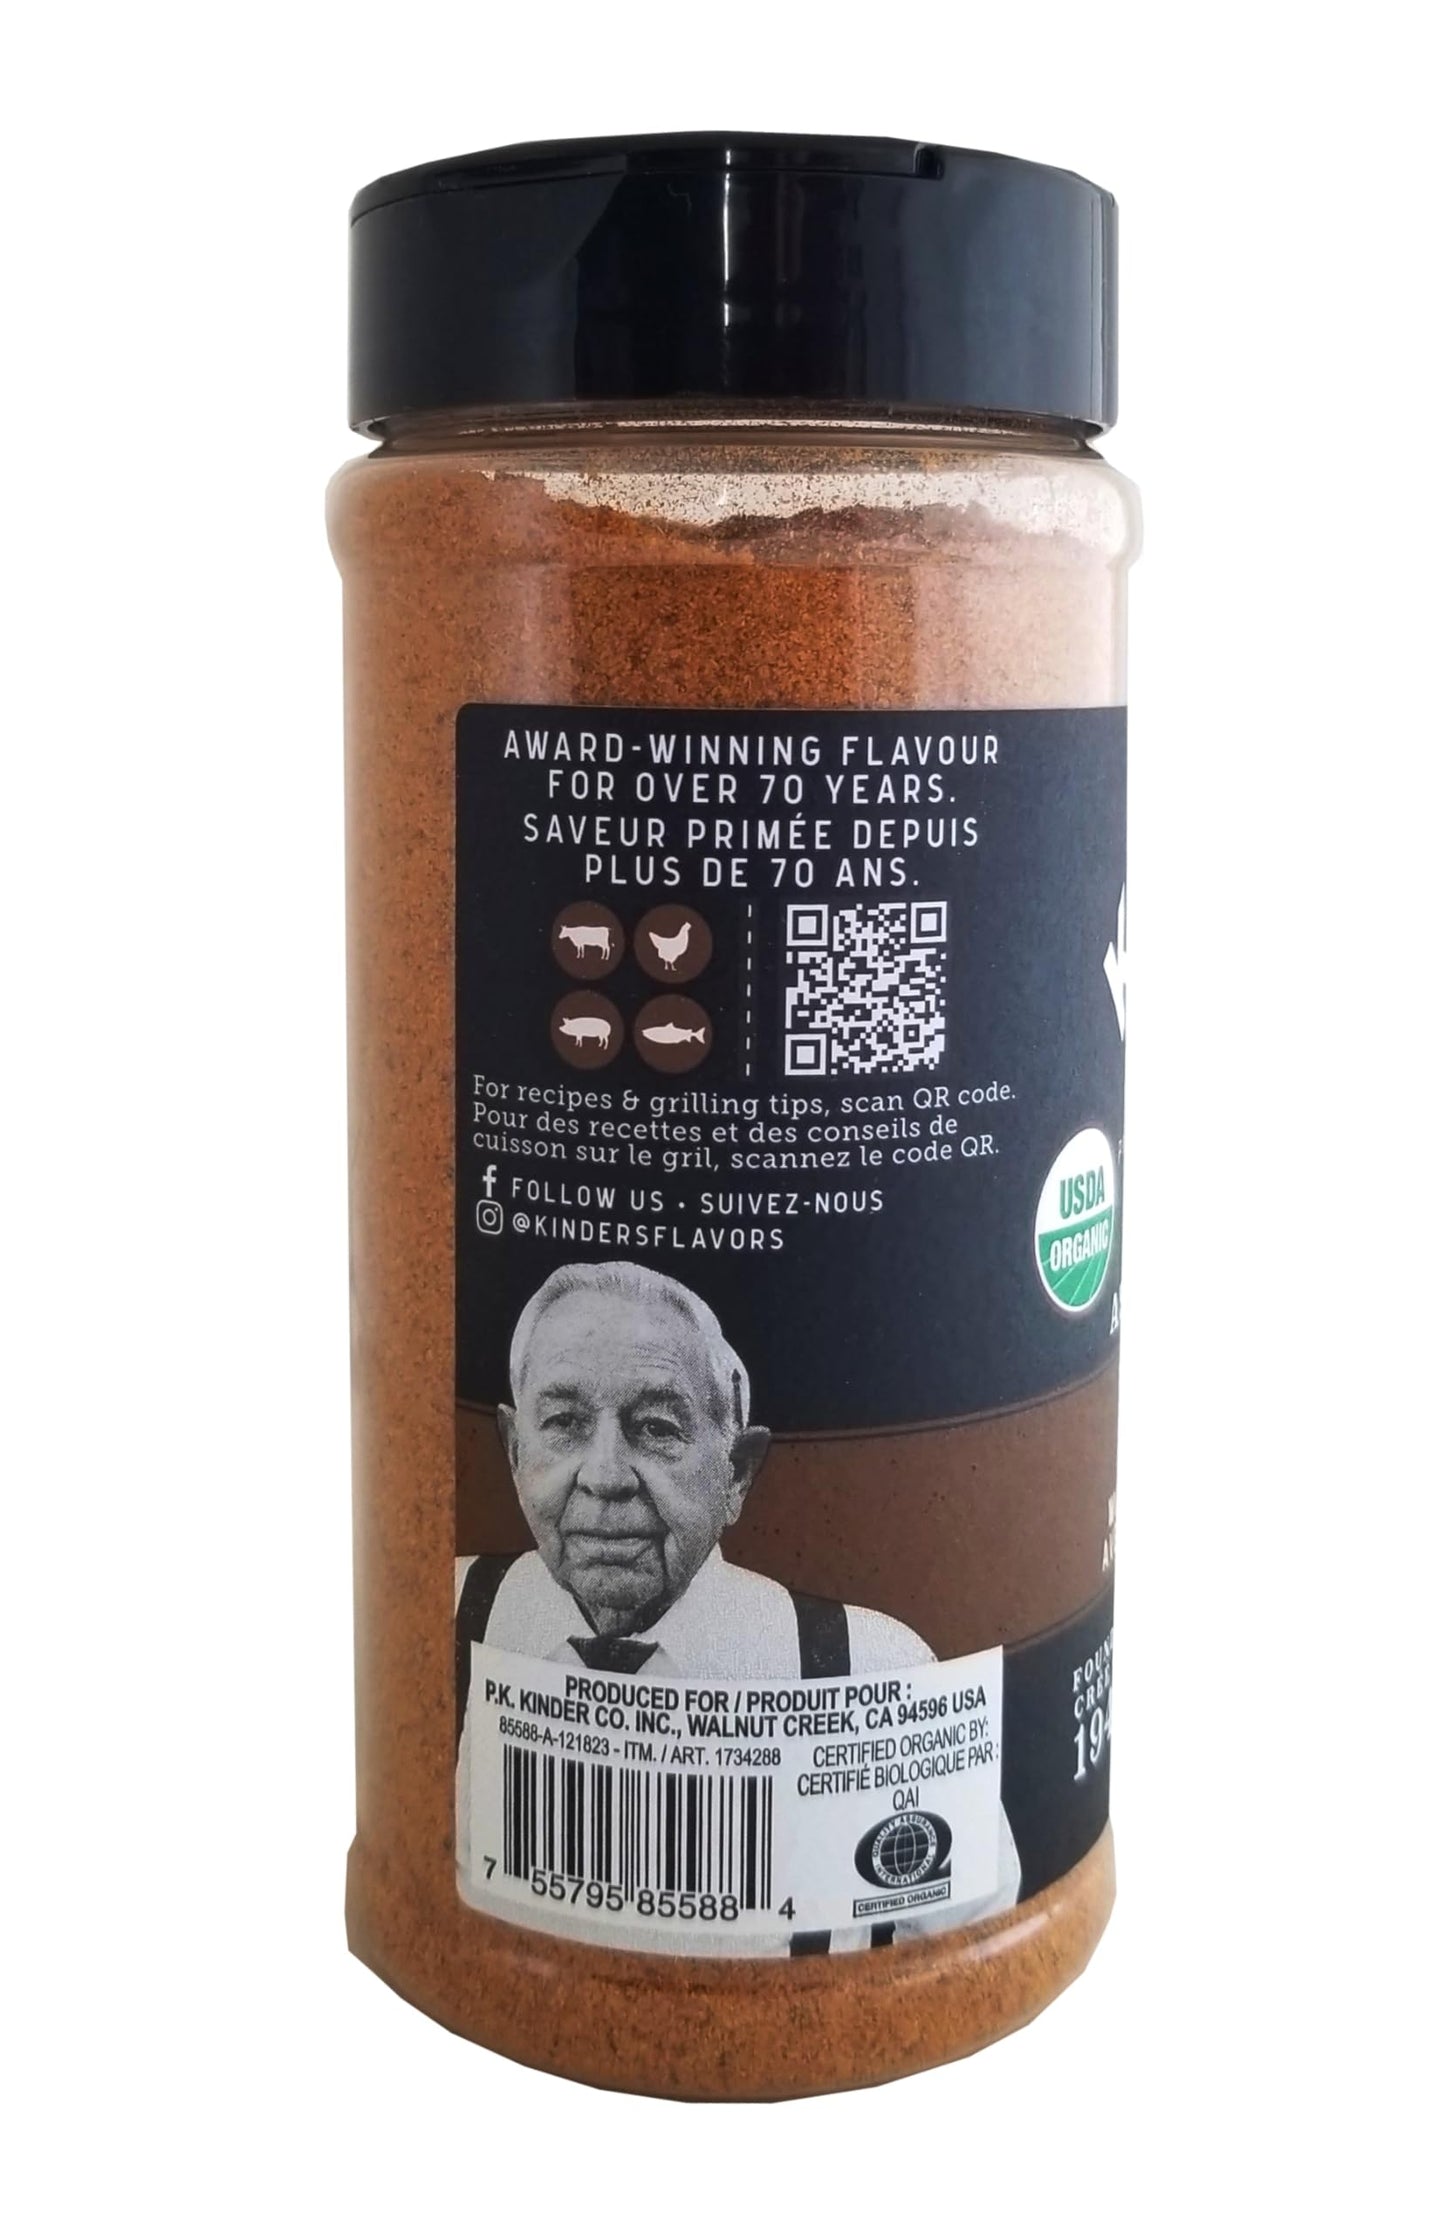 AWARD-WINNING FLAVOUR
FOR OVER 70 YEARS.
SAVEUR PRIMÉE DEPUIS
PLUS DE 70 ANS.
For recipes & grilling tips, scan QR code.
Pour des recettes et des conseils de
cuisson sur le gril, scannez le code QR.
FOLLOW US • SUIVEZ-NOUS
@KINDERSFLAVORS
USDA
ORGANIC
PRODUCED FOR / PRODUIT POUR :
P.K. KINDER CO. INC., WALNUT CREEK, CA 94596 USA
85588-A-121823 - ITM. / ART. 1734288
CERTIFIED ORGANIC BY:
CERTIFIÉ BIOLOGIQUE PAR :
QAI
QUALITY ASSURANCE
INTERNATIONAL
CERTIFIED ORGANIC
7 55795 85588 4